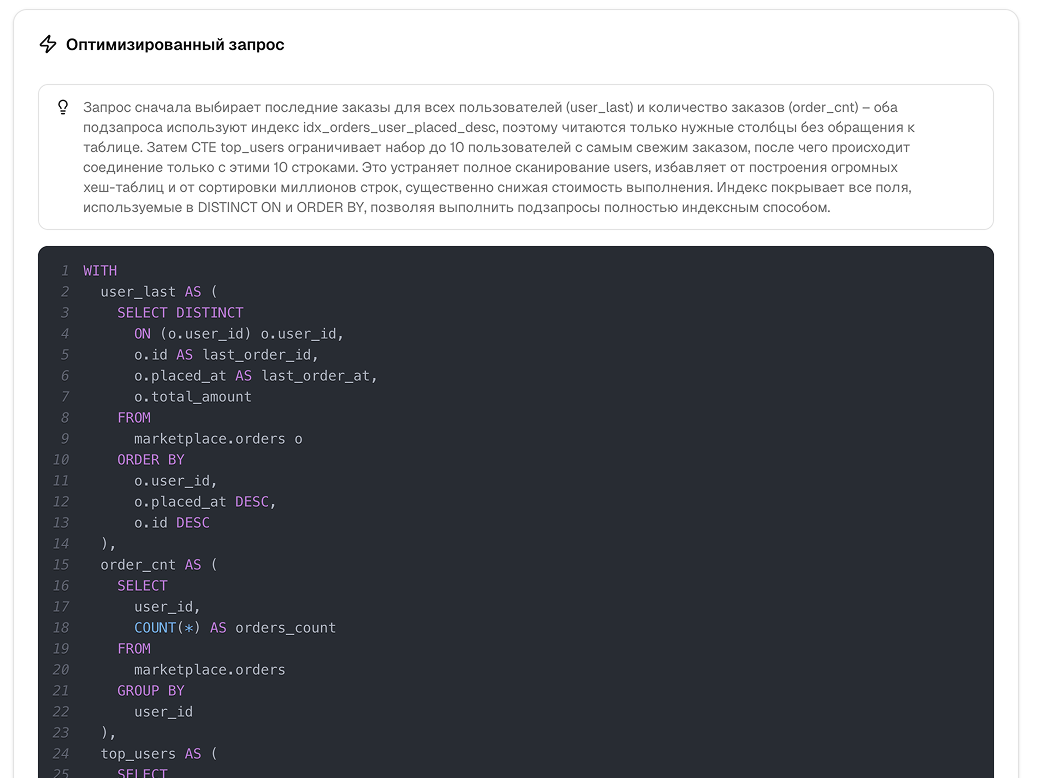 Оптимизированный запрос
Запрос сначала выбирает последние заказы для всех пользователей (user_last) и количество заказов (order_cnt) – оба
подзапроса используют индекс idx_orders_user_placed_desc, поэтому читаются только нужные столбцы без обращения к
таблице. Затем CTE top_users ограничивает набор до 10 пользователей с самым свежим заказом, после чего происходит
соединение только с этими 10 строками. Это устраняет полное сканирование users, избавляет от построения огромных
хеш-таблиц и от сортировки миллионов строк, существенно снижая стоимость выполнения. Индекс покрывает все поля,
используемые в DISTINCT ON и ORDER BY, позволяя выполнить подзапросы полностью индексным способом.
1 WITH
2   user_last AS (
3     SELECT DISTINCT
4       ON (o.user_id) o.user_id,
5       o.id AS last_order_id,
6       o.placed_at AS last_order_at,
7       o.total_amount
8     FROM
9       marketplace.orders o
10     ORDER BY
11       o.user_id,
12       o.placed_at DESC,
13       o.id DESC
14   ),
15   order_cnt AS (
16     SELECT
17       user_id,
18       COUNT(*) AS orders_count
19     FROM
20       marketplace.orders
21     GROUP BY
22       user_id
23   ),
24   top_users AS (
25     SELECT